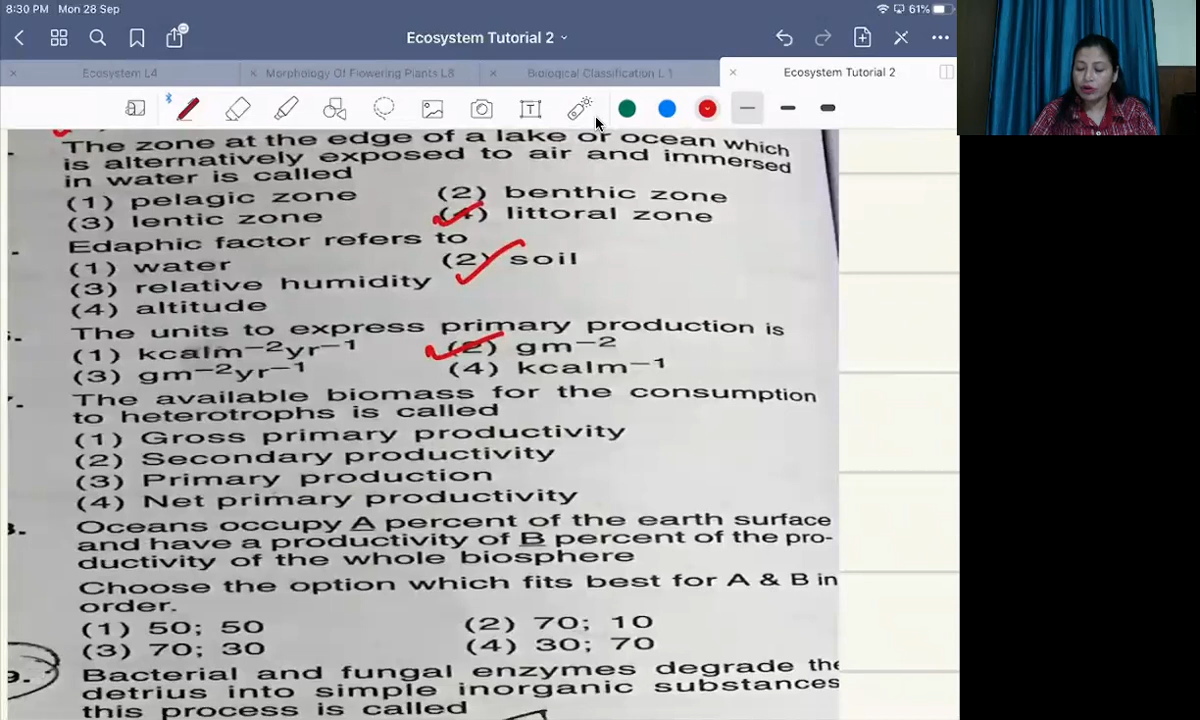 8:30 PM Mon 28 Sep
61%
Ecosystem Tutorial 2
Ecosystem L4
Morphology Of Flowering Plants L8
Biological Classification L 1
Ecosystem Tutorial 2
The zone at the edge of a lake or ocean which
is alternatively exposed to air and immersed
in water is called
(1) pelagic zone (2) benthic zone
(3) lentic zone (4) littoral zone
Edaphic factor refers to
(1) water (2) soil
(3) relative humidity
(4) altitude
The units to express primary production is
(1) kcalm⁻²yr⁻¹ (2) gm⁻²
(3) gm⁻²yr⁻¹ (4) kcalm⁻¹
The available biomass for the consumption
to heterotrophs is called
(1) Gross primary productivity
(2) Secondary productivity
(3) Primary production
(4) Net primary productivity
Oceans occupy A percent of the earth surface
and have a productivity of B percent of the pro-
ductivity of the whole biosphere
Choose the option which fits best for A & B in
order.
(1) 50; 50 (2) 70; 10
(3) 70; 30 (4) 30; 70
9. Bacterial and fungal enzymes degrade the
detrius into simple inorganic substances
this process is called